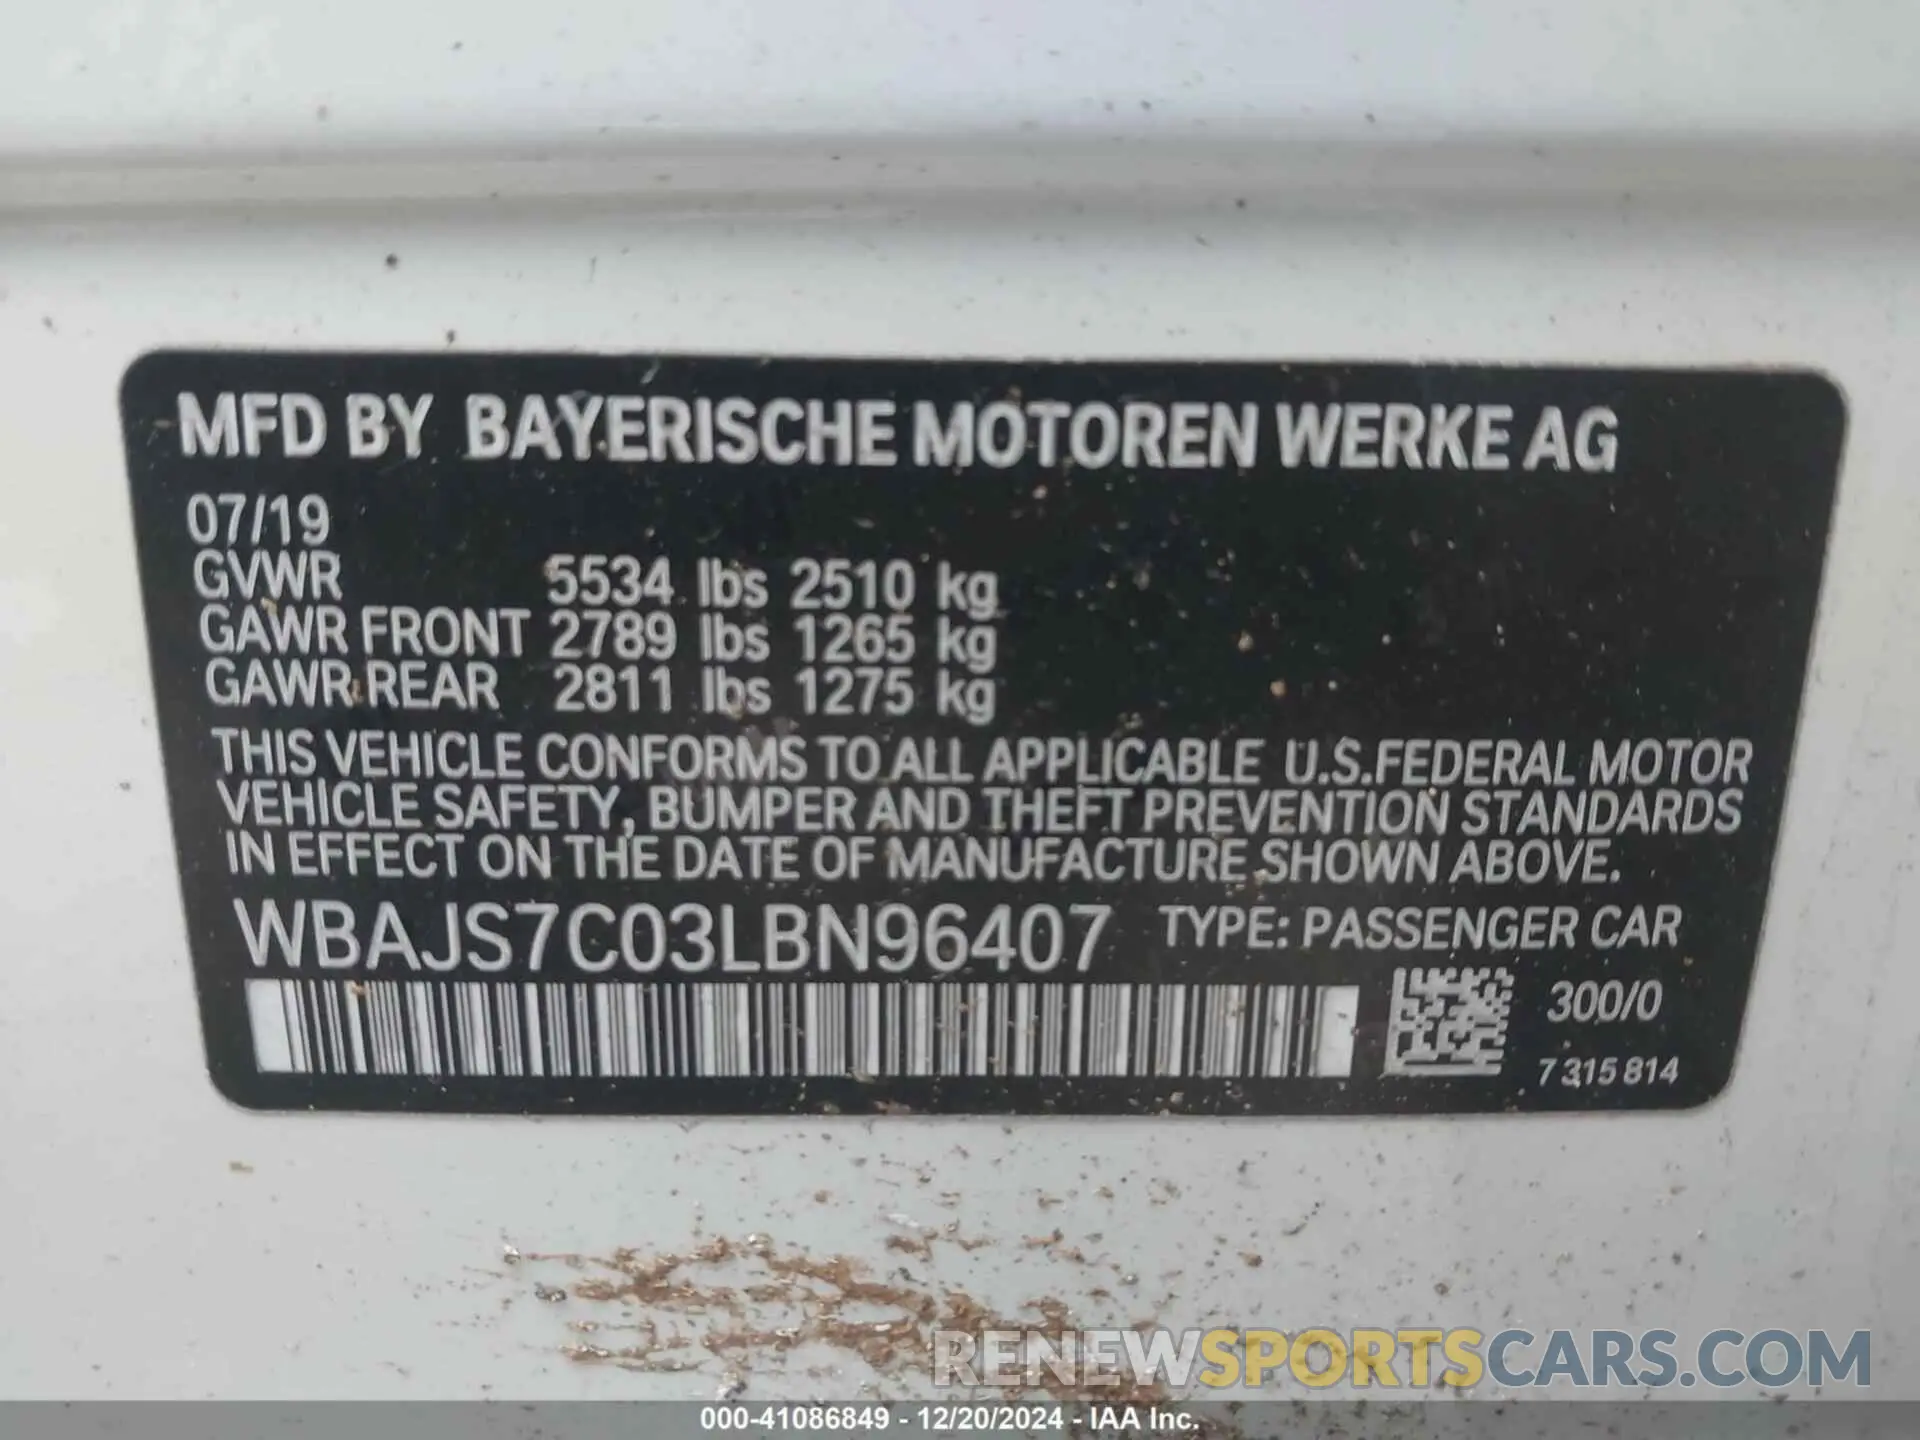 MFD BY BAYERISCHE MOTOREN WERKE AG
07/19
GVWR 5534 lbs 2510 kg
GAWR FRONT 2789 lbs 1265 kg
GAWR REAR 2811 lbs 1275 kg
THIS VEHICLE CONFORMS TO ALL APPLICABLE U.S.FEDERAL MOTOR
VEHICLE SAFETY, BUMPER AND THEFT PREVENTION STANDARDS
IN EFFECT ON THE DATE OF MANUFACTURE SHOWN ABOVE.
WBAJS7C03LBN96407 TYPE: PASSENGER CAR
300/0
7 315 814
RENEWSPORTSCARS.COM
000-41086849 - 12/20/2024 - IAA Inc.